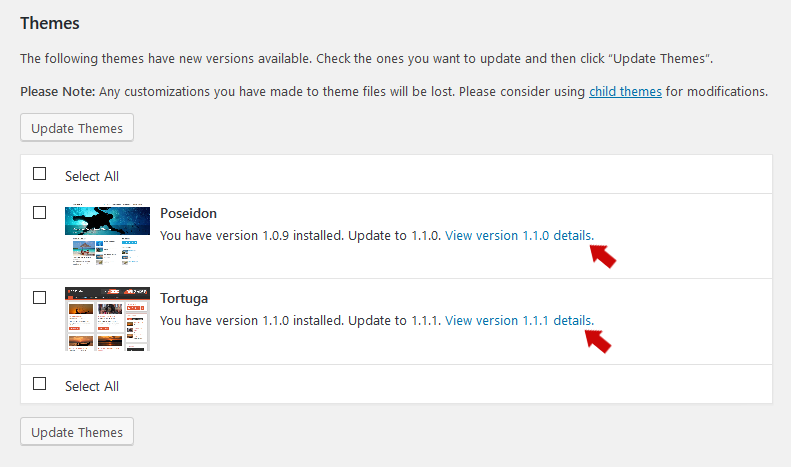 Themes
The following themes have new versions available. Check the ones you want to update and then click “Update Themes”.
Please Note: Any customizations you have made to theme files will be lost. Please consider using child themes for modifications.
Update Themes
Select All
Poseidon
You have version 1.0.9 installed. Update to 1.1.0. View version 1.1.0 details.
Tortuga
You have version 1.1.0 installed. Update to 1.1.1. View version 1.1.1 details.
Select All
Update Themes